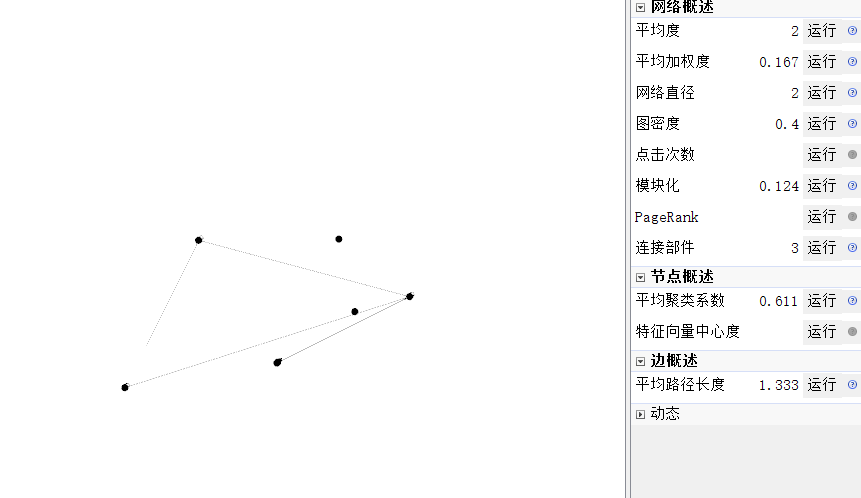 网络概述
平均度 2 运行
平均加权度 0.167 运行
网络直径 2 运行
图密度 0.4 运行
点击次数 运行
模块化 0.124 运行
PageRank 运行
连接部件 3 运行
节点概述
平均聚类系数 0.611 运行
特征向量中心度 运行
边概述
平均路径长度 1.333 运行
动态